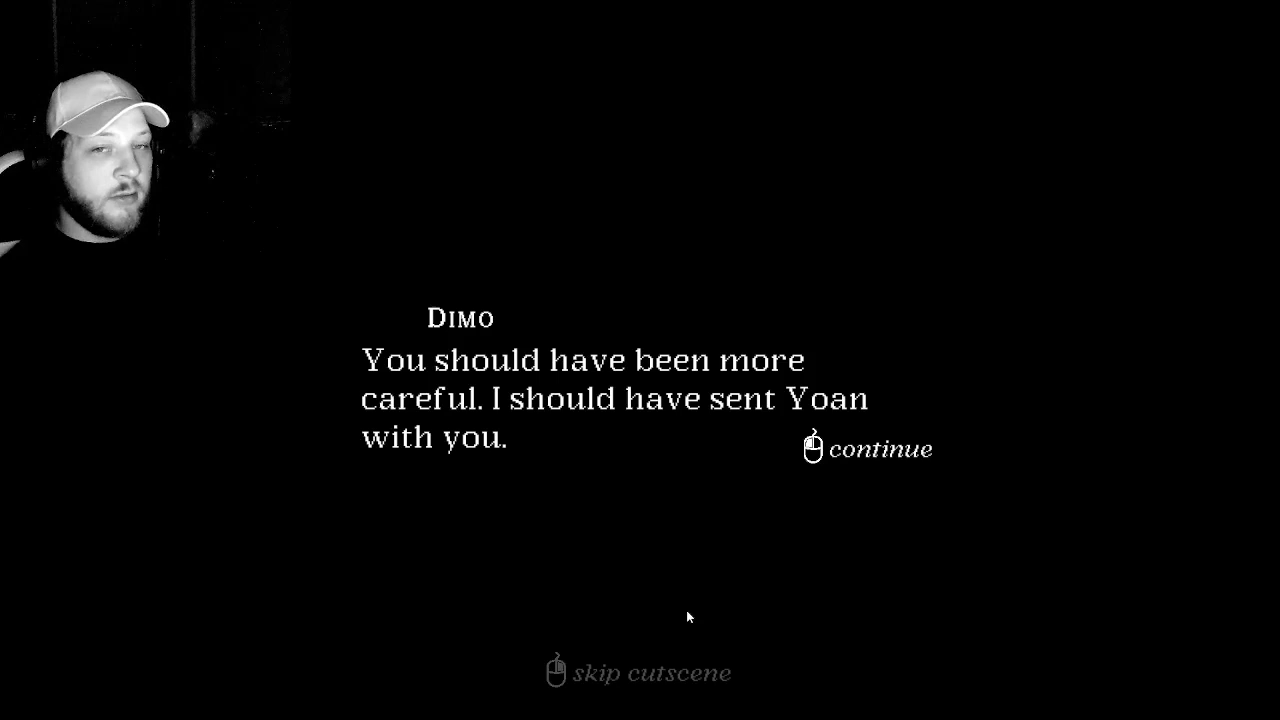 Dimo
You should have been more
careful. I should have sent Yoan
with you.
continue
skip cutscene